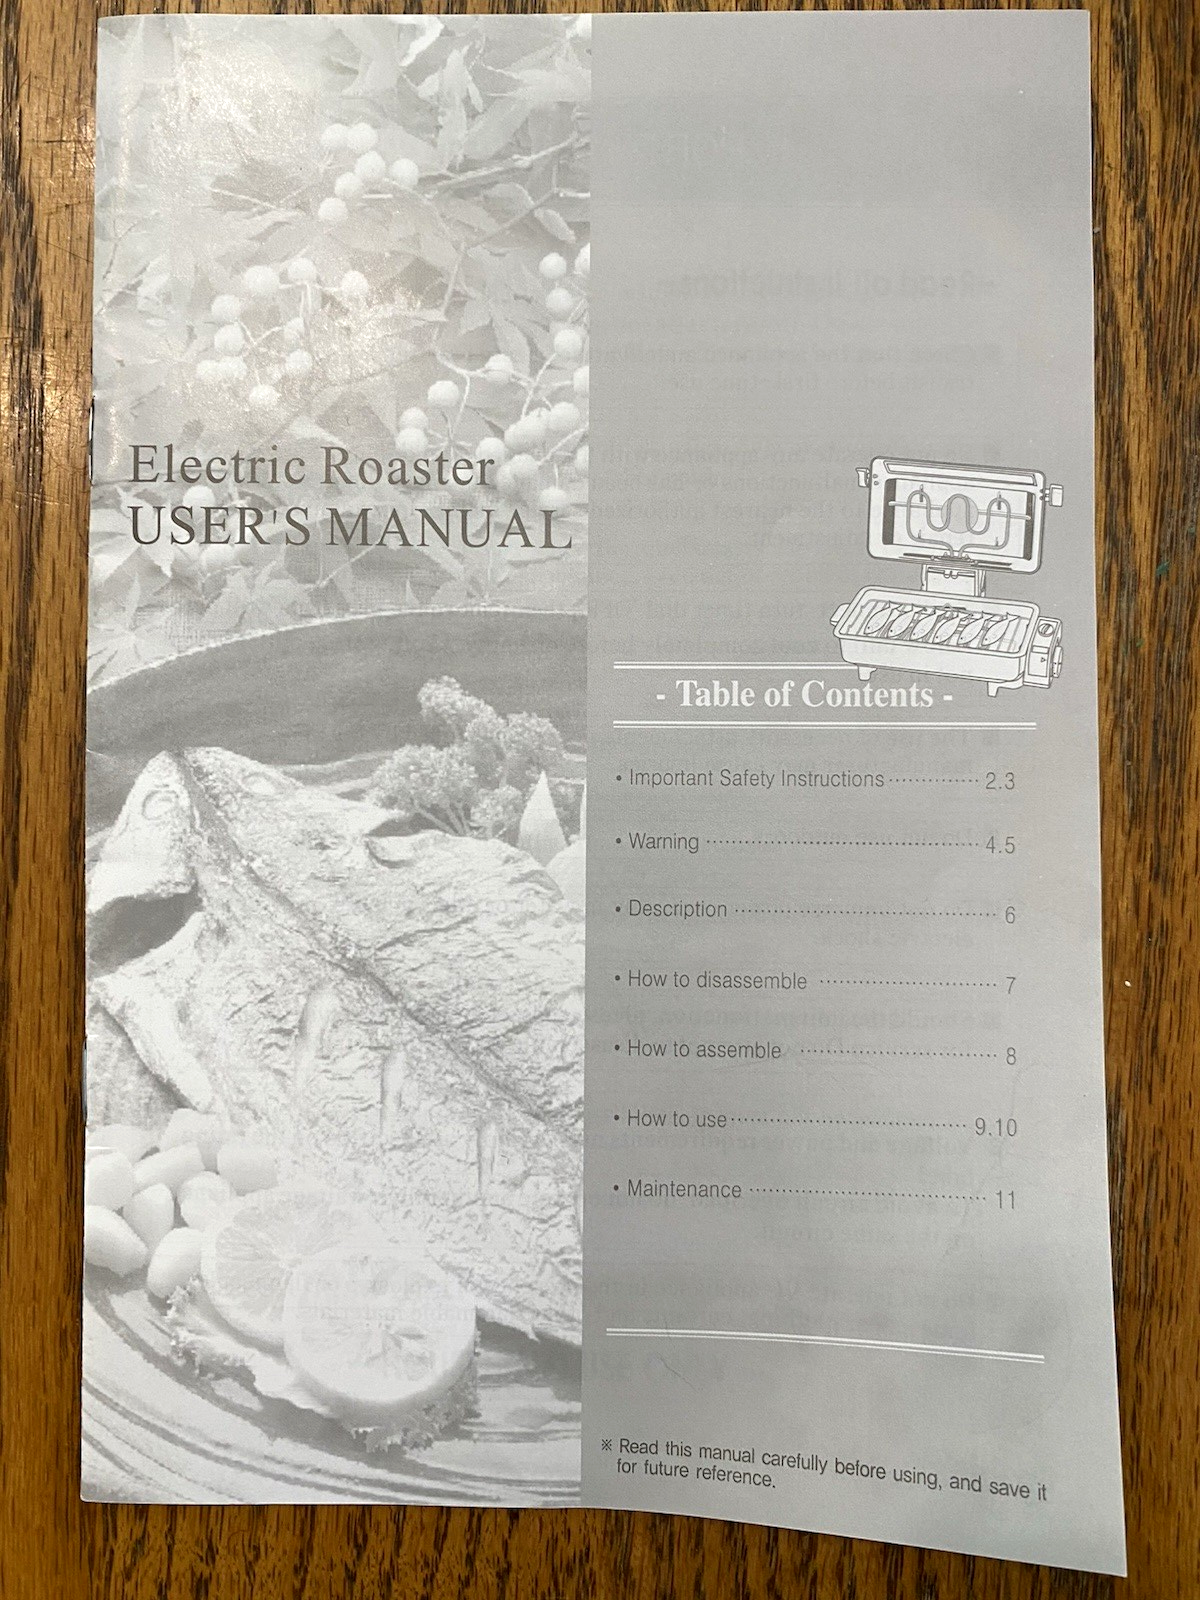 Electric Roaster
USER'S MANUAL
- Table of Contents -
• Important Safety Instructions ············· 2.3
• Warning ······································· 4.5
• Description ······································ 6
• How to disassemble ·························· 7
• How to assemble ····························· 8
• How to use ·································· 9.10
• Maintenance ·································· 11
※ Read this manual carefully before using, and save it
for future reference.